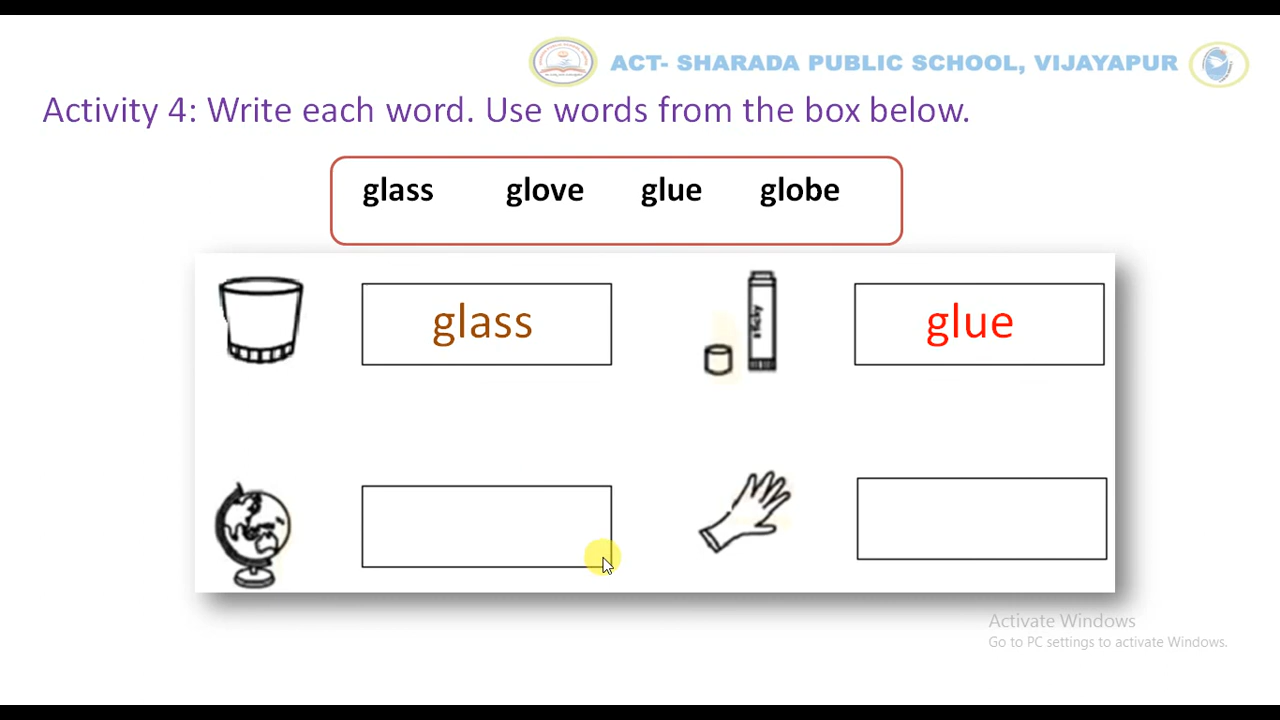 ACT- SHARADA PUBLIC SCHOOL, VIJAYAPUR
Activity 4: Write each word. Use words from the box below.
glass glove glue globe
glass
sticky
glue
Activate Windows
Go to PC settings to activate Windows.